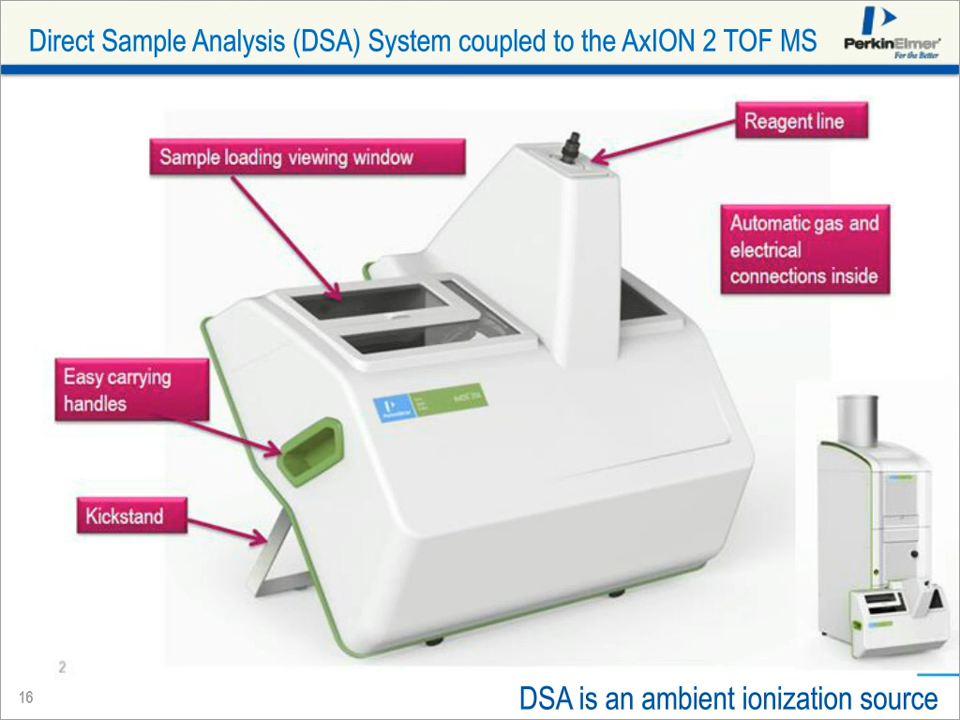 Direct Sample Analysis (DSA) System coupled to the AxION 2 TOF MS
PerkinElmer
For the Better
Reagent line
Sample loading viewing window
Automatic gas and
electrical
connections inside
Easy carrying
handles
PerkinElmer
Kickstand
2
16
DSA is an ambient ionization source